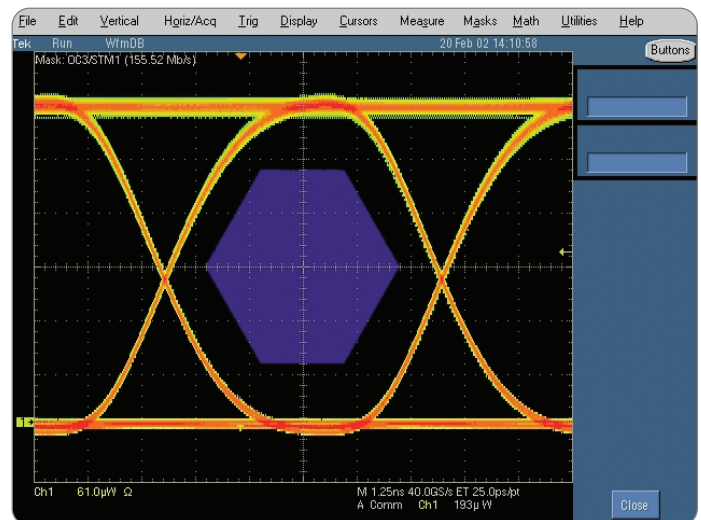 File Edit Vertical Horiz/Acq Trig Display Cursors Measure Masks Math Utilities Help
Tek Run WfmDB 20 Feb 02 14:10:58 Buttons
Mask: OC3/STM1 (155.52 Mb/s)
1
Ch1 61.0µW Ω M 1.25ns 40.0GS/s ET 25.0ps/pt
A Comm Ch1 193µ W
Close